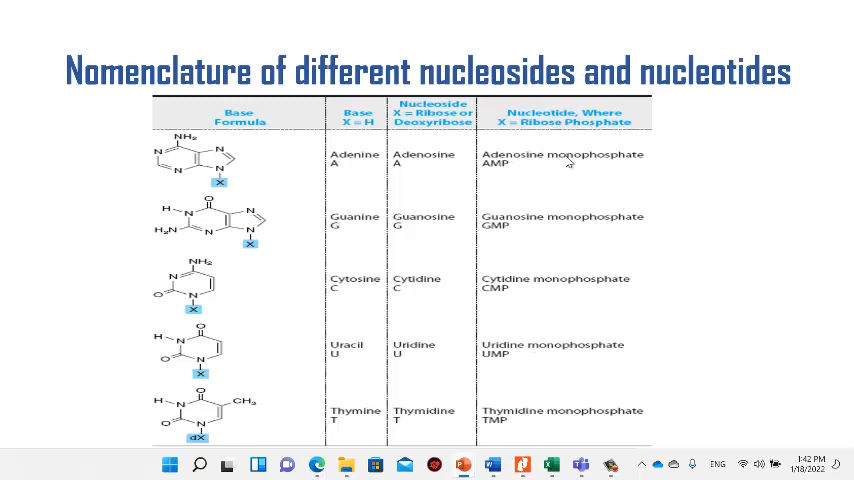 Nomenclature of different nucleosides and nucleotides
Base
Formula
Base
X = H
Nucleoside
X = Ribose or
Deoxyribose
Nucleotide, Where
X = Ribose Phosphate
NH₂
N
N
N
N
X
Adenine
A
Adenosine
A
Adenosine monophosphate
AMP
O
H
N
N
H₂N
N
N
X
Guanine
G
Guanosine
G
Guanosine monophosphate
GMP
NH₂
N
O
N
X
Cytosine
C
Cytidine
C
Cytidine monophosphate
CMP
O
H
N
O
N
X
Uracil
U
Uridine
U
Uridine monophosphate
UMP
O
H
N
CH₃
O
N
dX
Thymine
T
Thymidine
T
Thymidine monophosphate
TMP
ENG
1:42 PM
1/18/2022